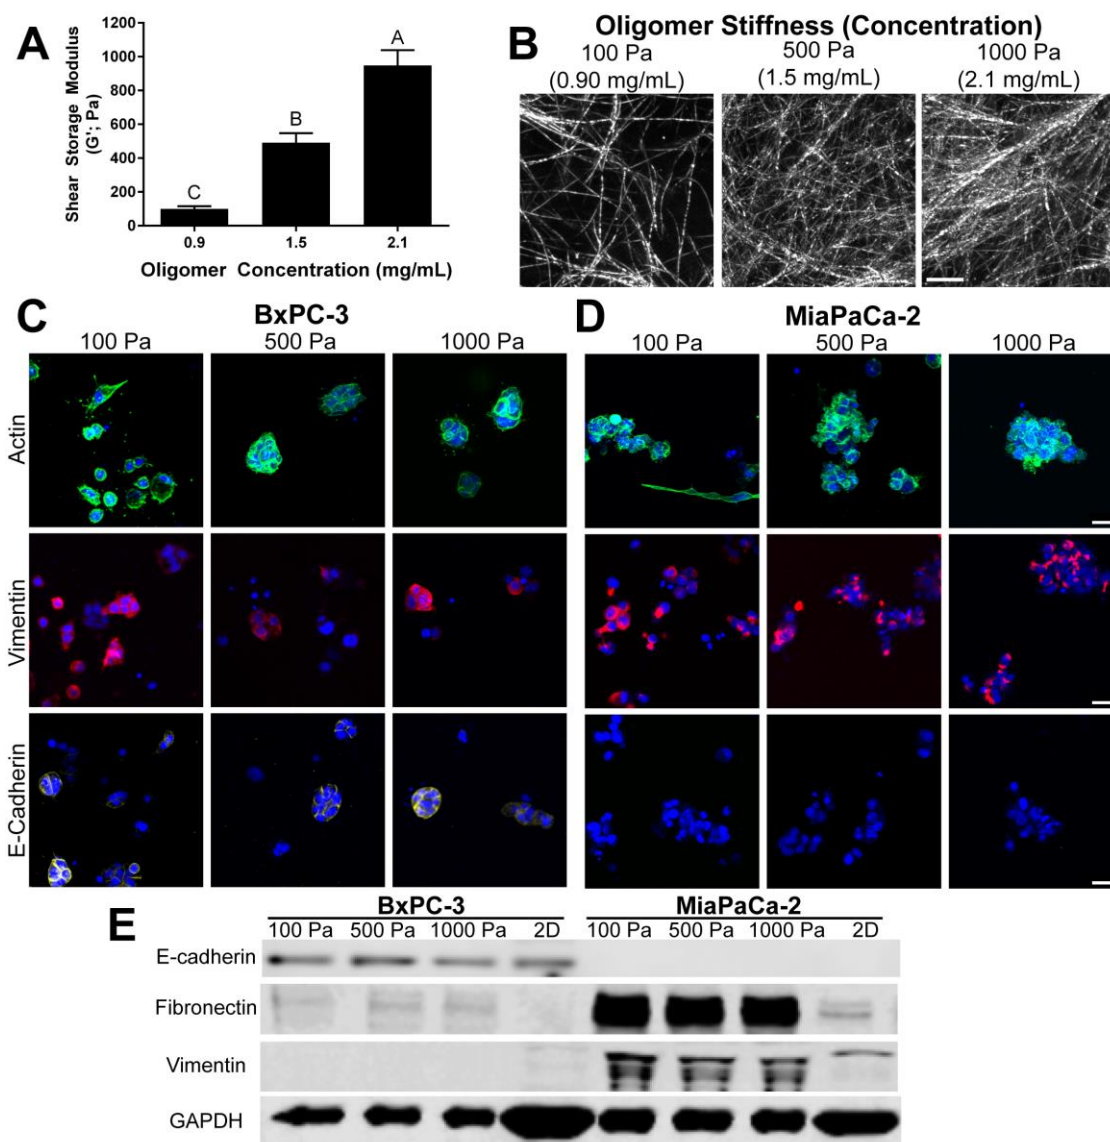 A
Shear Storage Modulus
(G'; Pa)
1200
1000
800
600
400
200
0
C
B
A
0.9
1.5
2.1
Oligomer Concentration (mg/mL)
B
Oligomer Stiffness (Concentration)
100 Pa 500 Pa 1000 Pa
(0.90 mg/mL) (1.5 mg/mL) (2.1 mg/mL)
C
BxPC-3
100 Pa 500 Pa 1000 Pa
D
MiaPaCa-2
100 Pa 500 Pa 1000 Pa
Actin
Vimentin
E-Cadherin
E
BxPC-3 MiaPaCa-2
100 Pa 500 Pa 1000 Pa 2D 100 Pa 500 Pa 1000 Pa 2D
E-cadherin
Fibronectin
Vimentin
GAPDH